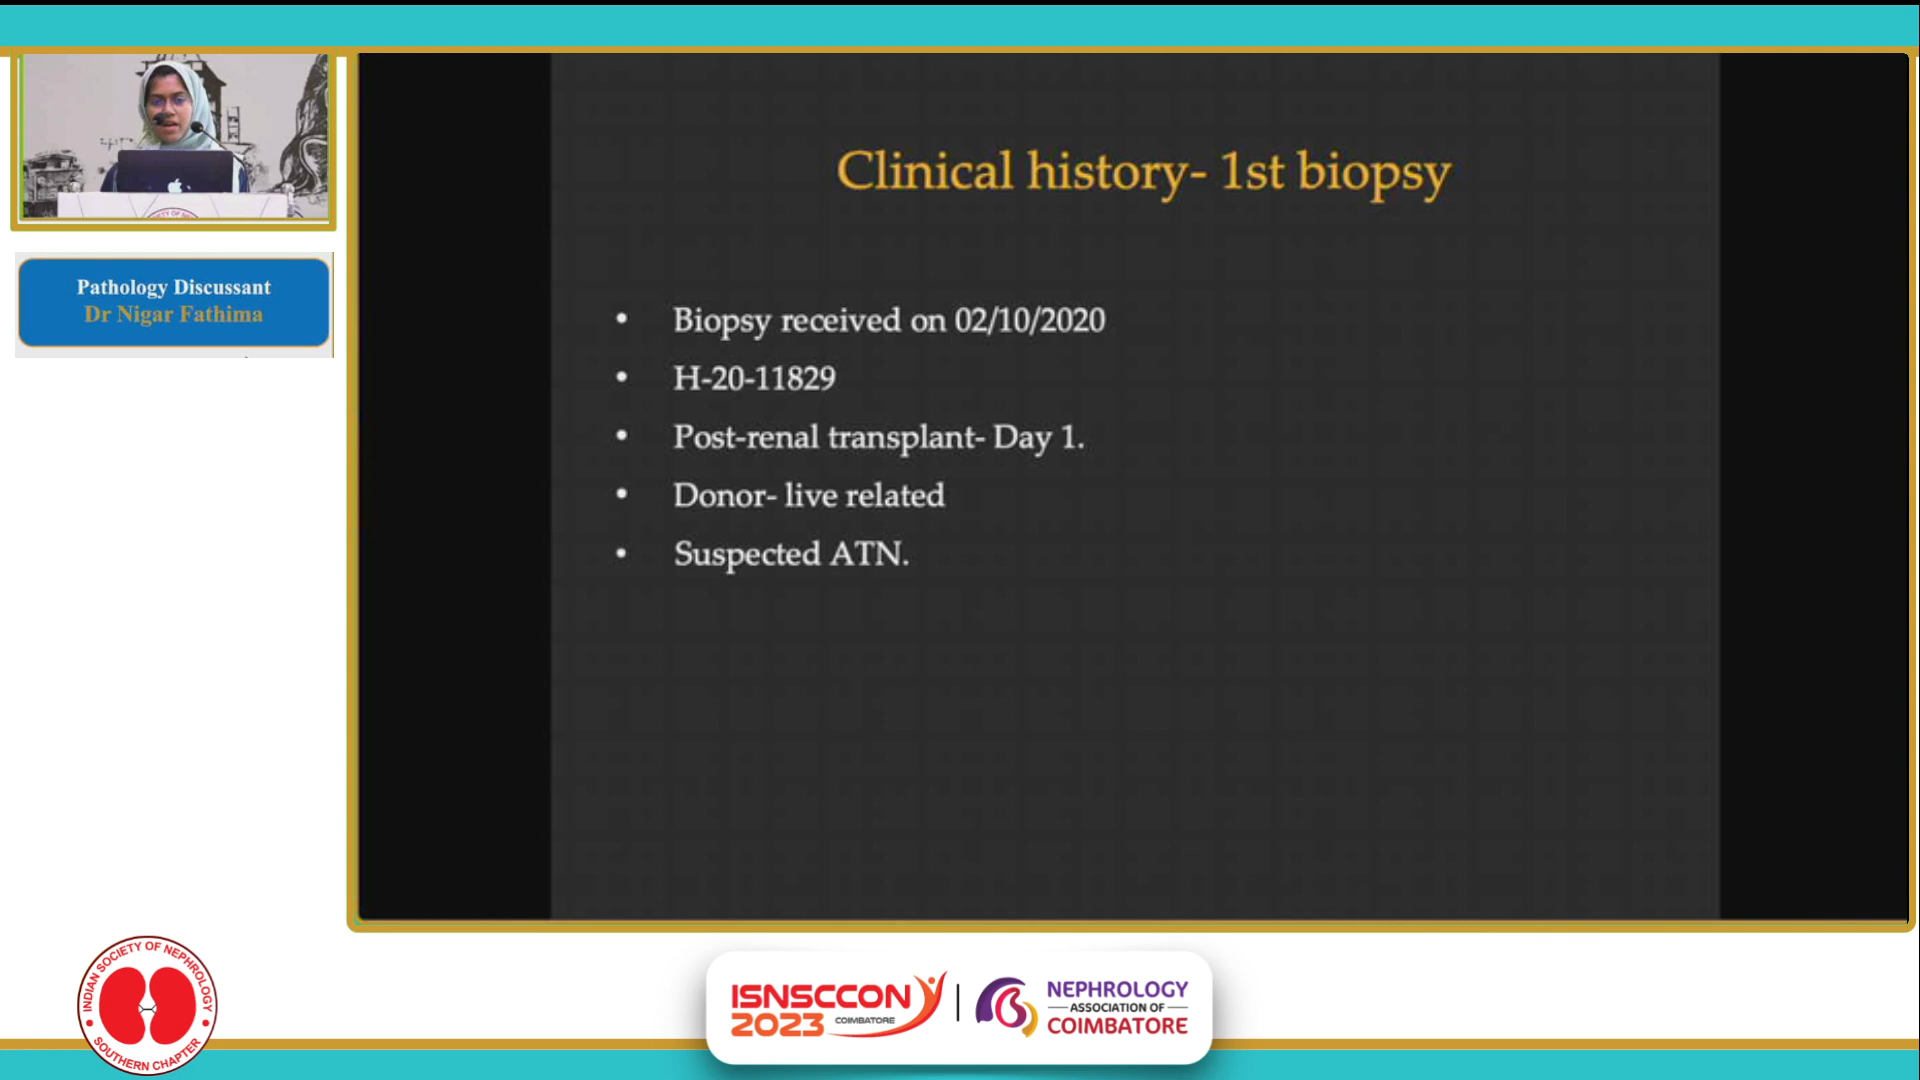 Pathology Discussant
Dr Nigar Fathima
Clinical history- 1st biopsy
• Biopsy received on 02/10/2020
• H-20-11829
• Post-renal transplant- Day 1.
• Donor- live related
• Suspected ATN.
INDIAN SOCIETY OF NEPHROLOGY
SOUTHERN CHAPTER
ISNSCCON
2023 COIMBATORE
NEPHROLOGY
ASSOCIATION OF
COIMBATORE